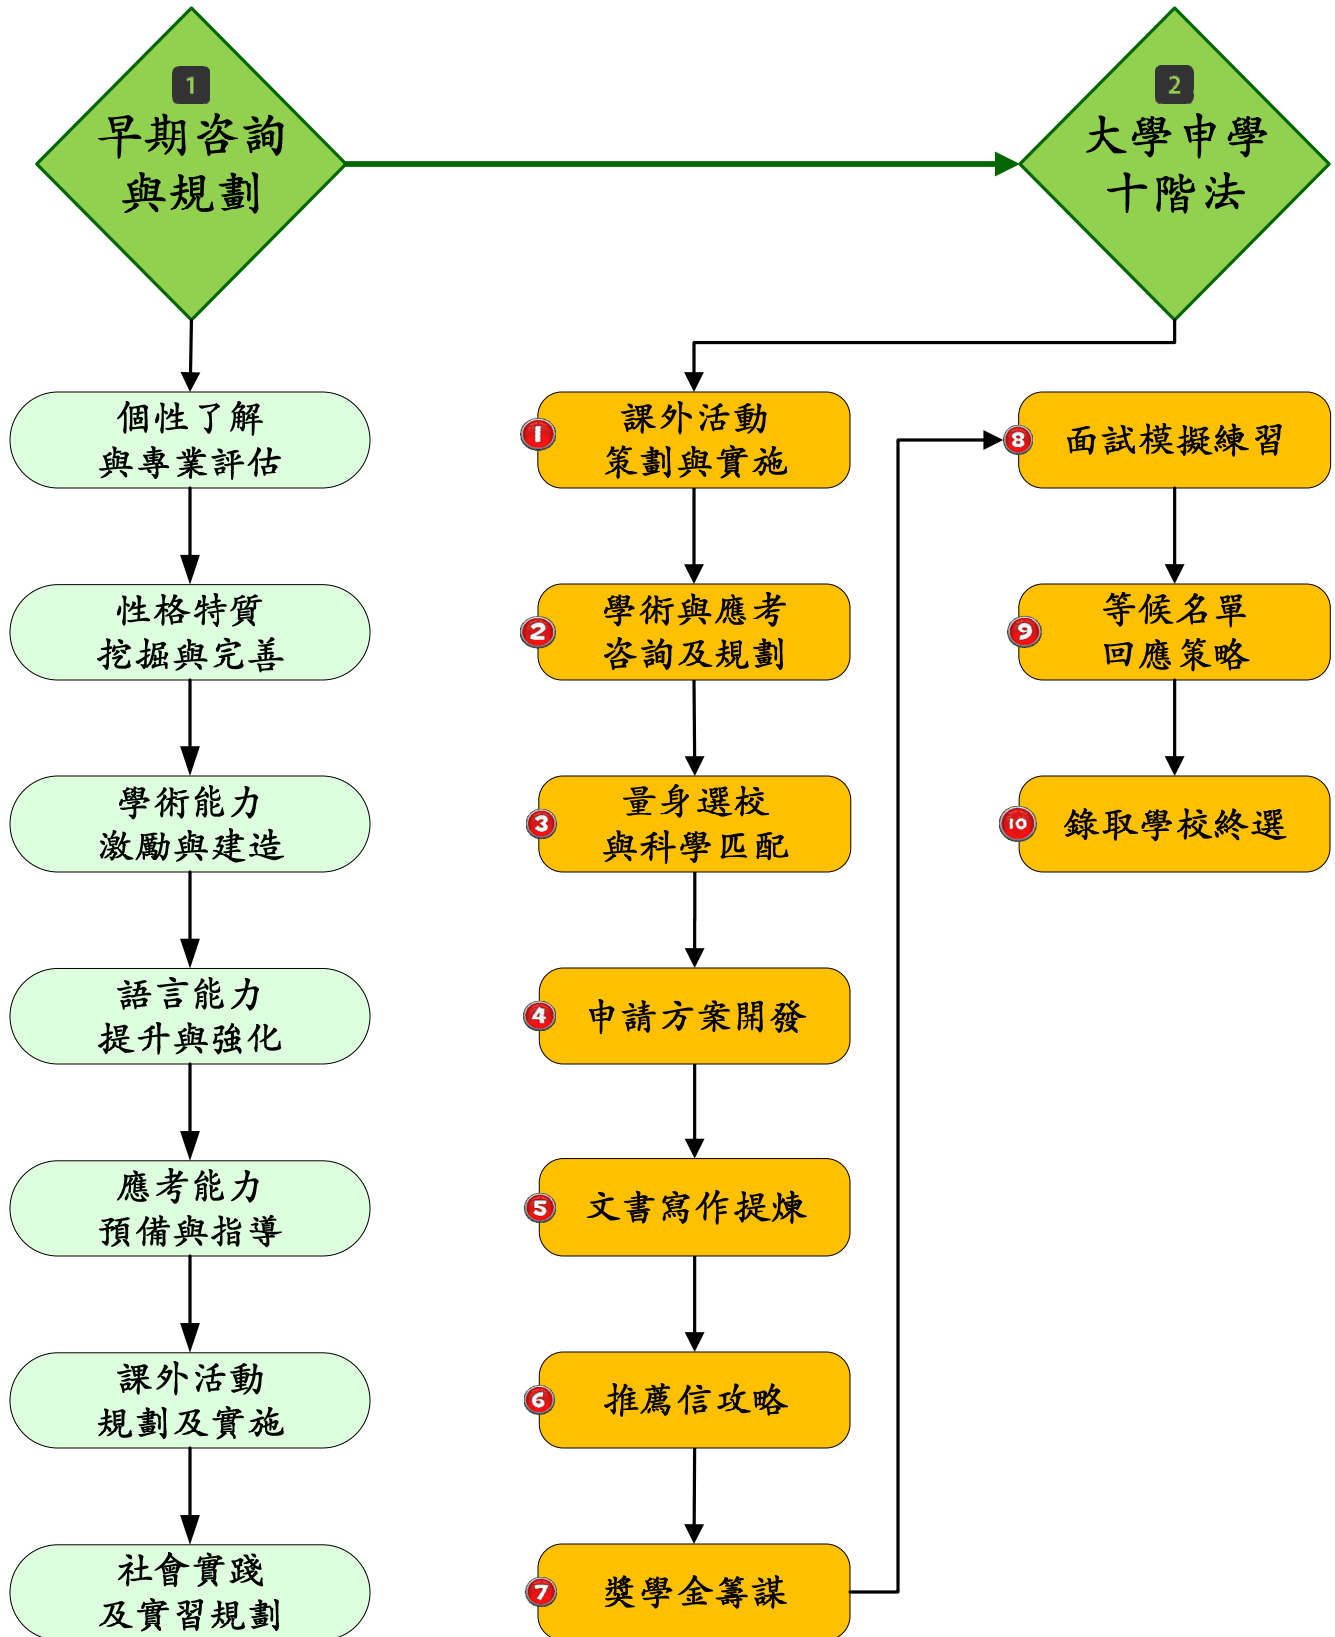 1
早期咨詢
與規劃
2
大學申學
十階法
個性了解
與專業評估
性格特質
挖掘與完善
學術能力
激勵與建造
語言能力
提升與強化
應考能力
預備與指導
課外活動
規劃及實施
社會實踐
及實習規劃
1
課外活動
策劃與實施
2
學術與應考
咨詢及規劃
3
量身選校
與科學匹配
4
申請方案開發
5
文書寫作提煉
6
推薦信攻略
7
獎學金籌謀
8
面試模擬練習
9
等候名單
回應策略
10
錄取學校終選